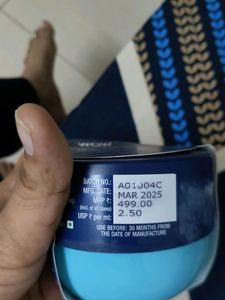 WOW
BATCH NO.: A01004C
MFG. DATE: MAR 2025
MRP ₹: 499.00
(Incl. of all taxes)
USP ₹ per ml: 2.50
USE BEFORE: 30 MONTHS FROM
THE DATE OF MANUFACTURE